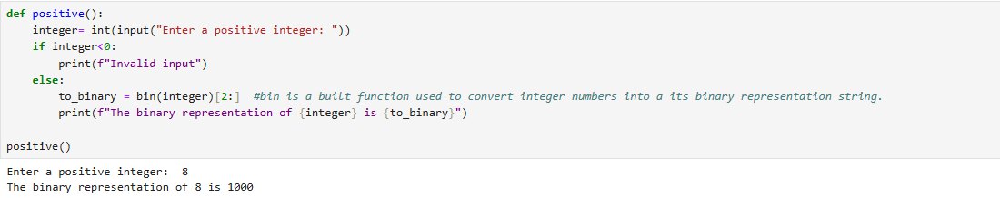 def positive():
    integer= int(input("Enter a positive integer: "))
    if integer<0:
        print(f"Invalid input")
    else:
        to_binary = bin(integer)[2:]  #bin is a built function used to convert integer numbers into a its binary representation string.
        print(f"The binary representation of {integer} is {to_binary}")

positive()
Enter a positive integer:  8
The binary representation of 8 is 1000